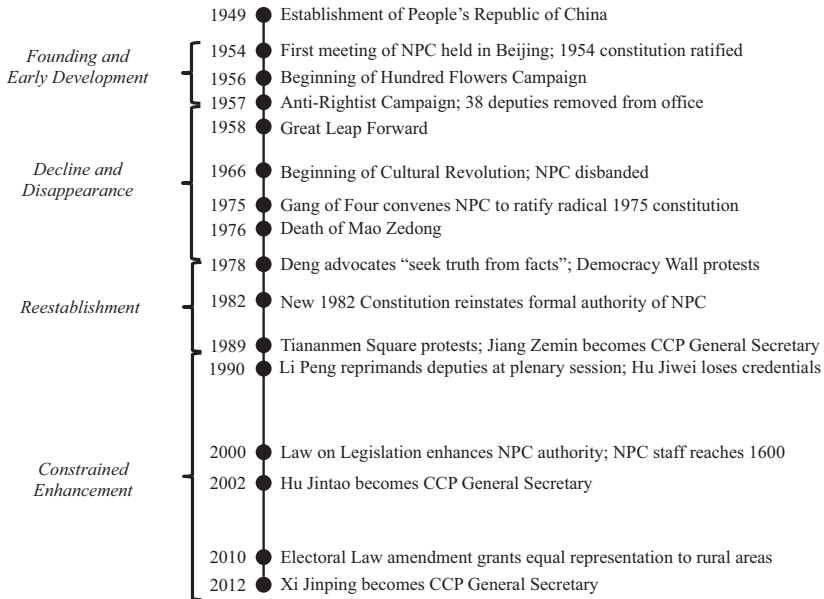 1949 Establishment of People’s Republic of China
Founding and
Early Development
1954 First meeting of NPC held in Beijing; 1954 constitution ratified
1956 Beginning of Hundred Flowers Campaign
1957 Anti-Rightist Campaign; 38 deputies removed from office
Decline and
Disappearance
1958 Great Leap Forward
1966 Beginning of Cultural Revolution; NPC disbanded
1975 Gang of Four convenes NPC to ratify radical 1975 constitution
1976 Death of Mao Zedong
Reestablishment
1978 Deng advocates “seek truth from facts”; Democracy Wall protests
1982 New 1982 Constitution reinstates formal authority of NPC
1989 Tiananmen Square protests; Jiang Zemin becomes CCP General Secretary
Constrained
Enhancement
1990 Li Peng reprimands deputies at plenary session; Hu Jiwei loses credentials
2000 Law on Legislation enhances NPC authority; NPC staff reaches 1600
2002 Hu Jintao becomes CCP General Secretary
2010 Electoral Law amendment grants equal representation to rural areas
2012 Xi Jinping becomes CCP General Secretary